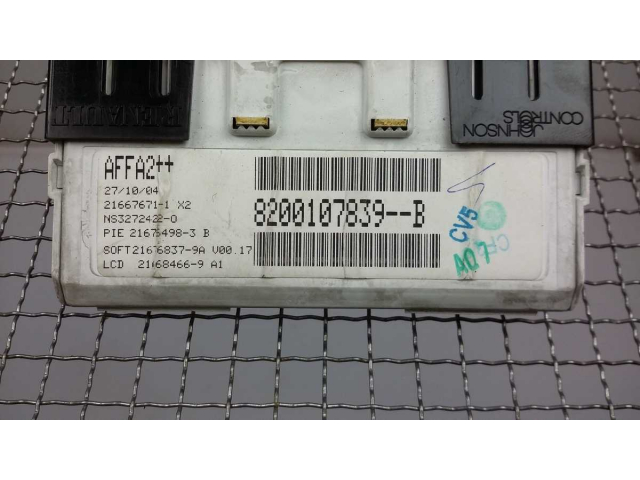 RENAULT
JOHNSON
CONTROLS
AFFA2++
27/10/04
21667671-1 X2
NS3272422-0
PIE 21675498-3 B
SOFT21676837-9A V00.17
LCD 21668466-9 A1
8200107839--B
CV5
A07